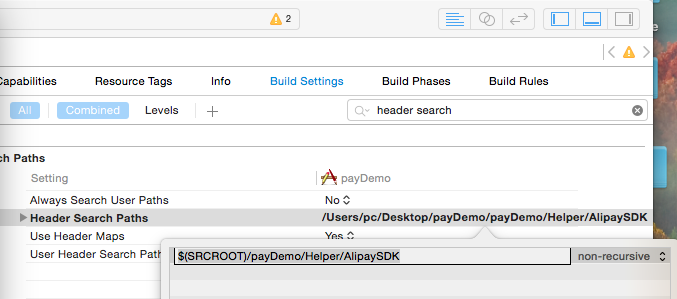 2
Capabilities Resource Tags Info Build Settings Build Phases Build Rules
All Combined Levels + header search
ch Paths
Setting payDemo
Always Search User Paths No
Header Search Paths /Users/pc/Desktop/payDemo/payDemo/Helper/AlipaySDK
Use Header Maps Yes
User Header Search Path
$(SRCROOT)/payDemo/Helper/AlipaySDK non-recursive